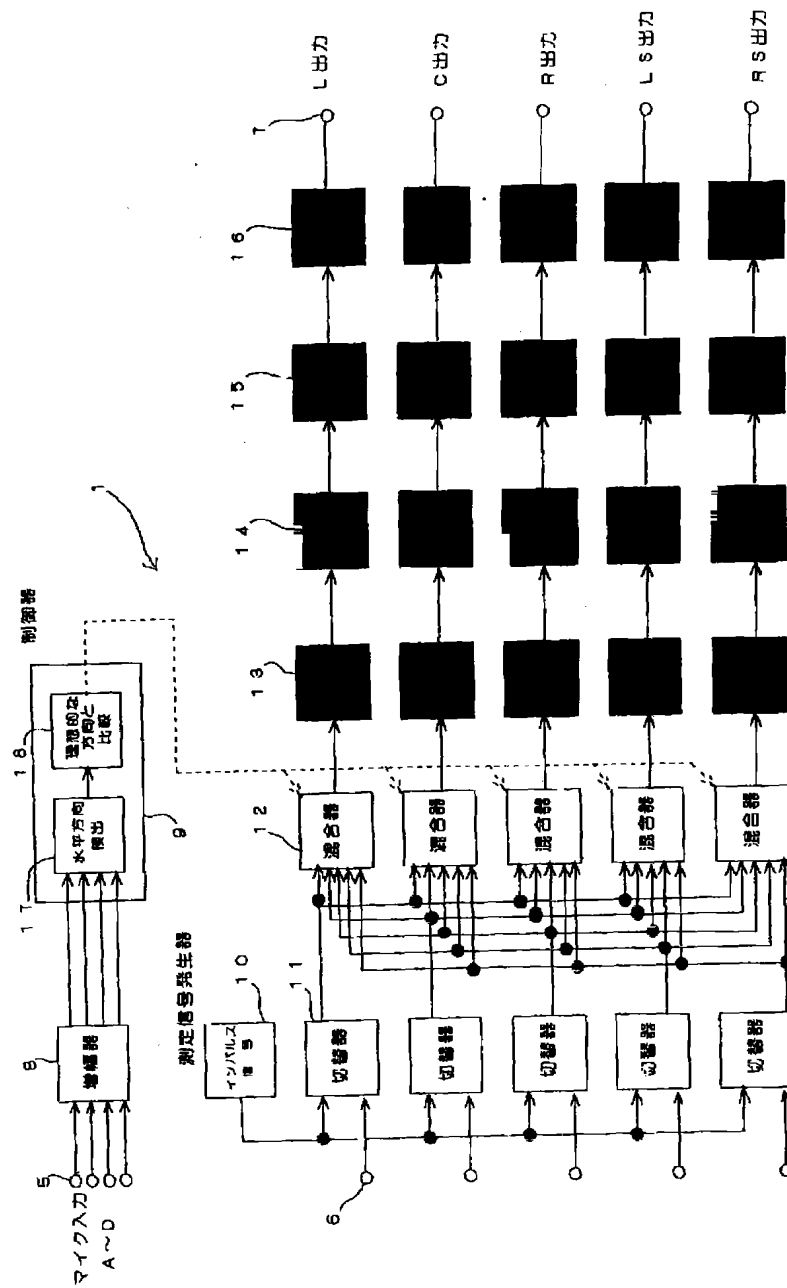 マイク入力
A~D
5
8
増幅器
制御器
17
水平方向
検出
18
理想的な
方向と
比較
9
1
測定信号発生器
インパルス
信号
10
6
11
切替器
切替器
切替器
切替器
切替器
12
混合器
混合器
混合器
混合器
混合器
13
14
15
16
7
L出力
C出力
R出力
LS出力
RS出力